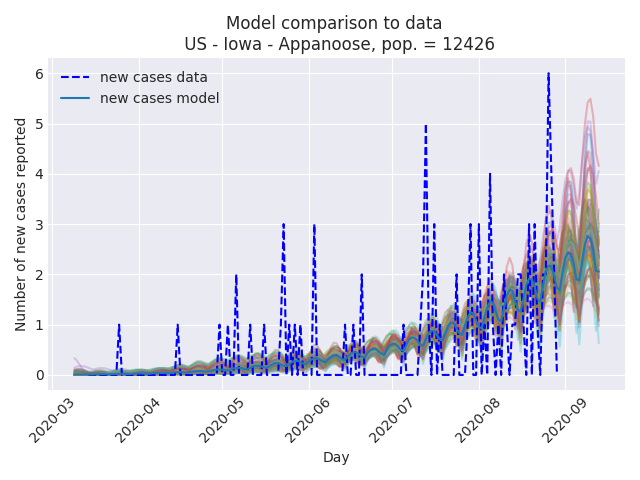 Model comparison to data
US - Iowa - Appanoose, pop. = 12426
new cases data
new cases model
Number of new cases reported
6
5
4
3
2
1
0
2020-03
2020-04
2020-05
2020-06
2020-07
2020-08
2020-09
Day